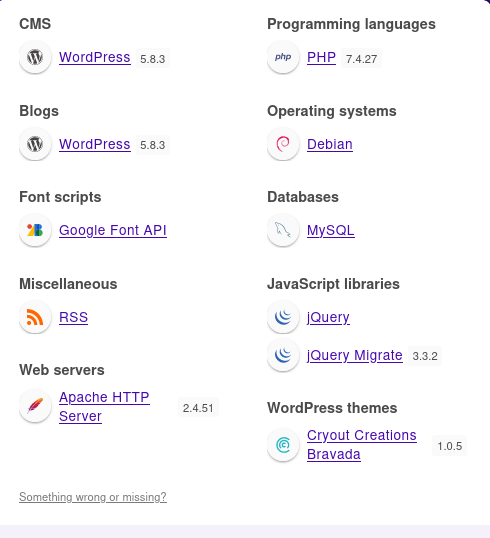 CMS
WordPress 5.8.3
Blogs
WordPress 5.8.3
Font scripts
Google Font API
Miscellaneous
RSS
Web servers
Apache HTTP
Server
2.4.51
Programming languages
php PHP 7.4.27
Operating systems
Debian
Databases
MySQL
JavaScript libraries
jQuery
jQuery Migrate 3.3.2
WordPress themes
Cryout Creations
Bravada
1.0.5
Something wrong or missing?